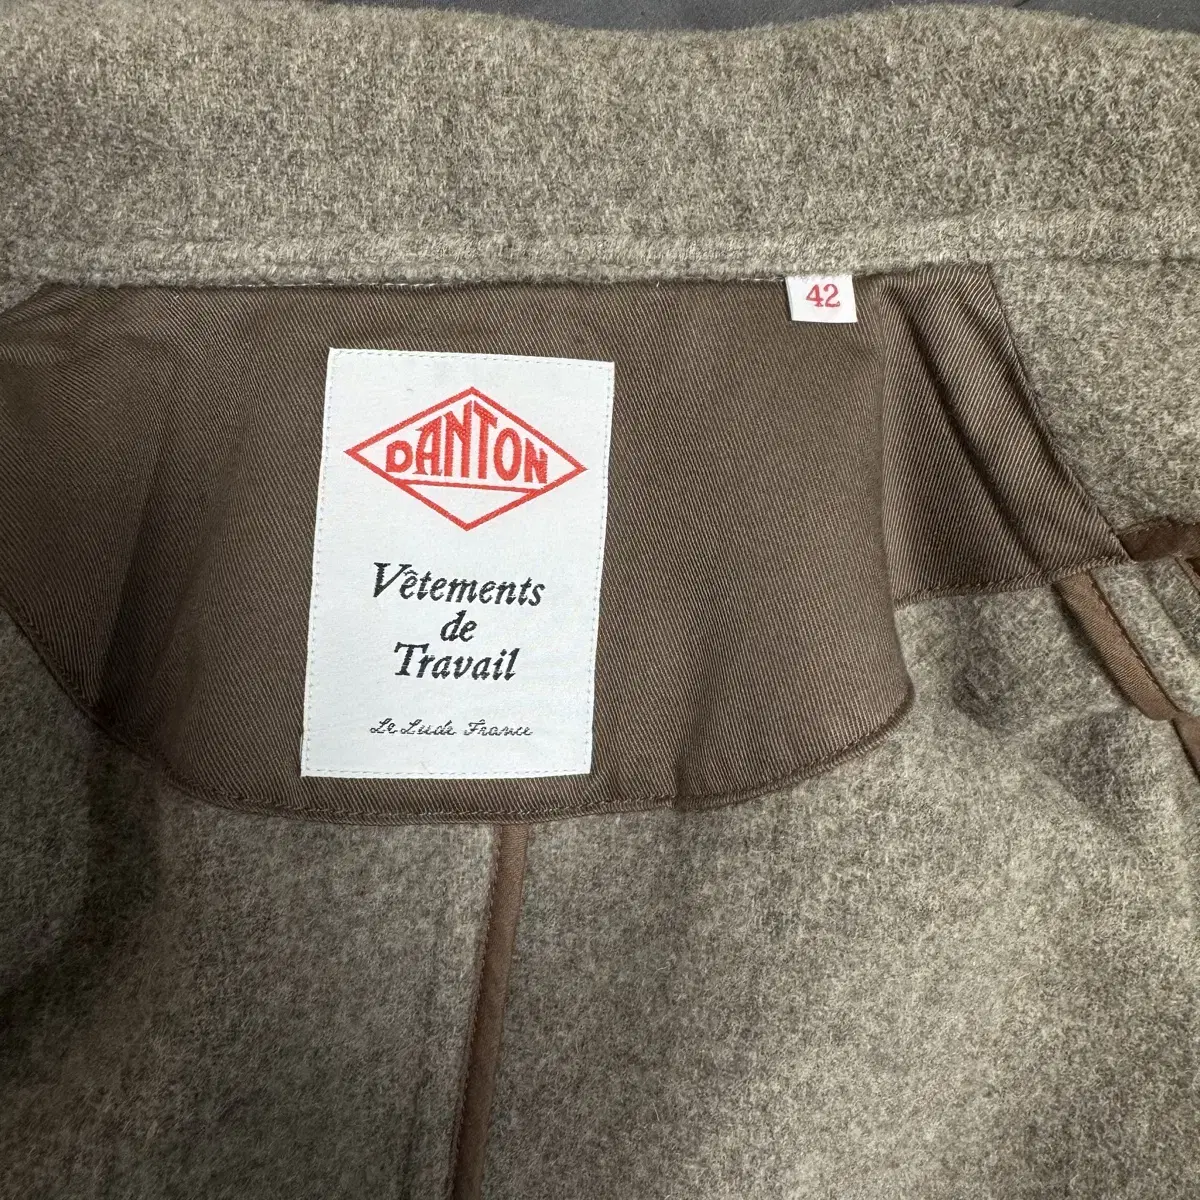 42
DANTON
Vêtements
de
Travail
Le Lude France